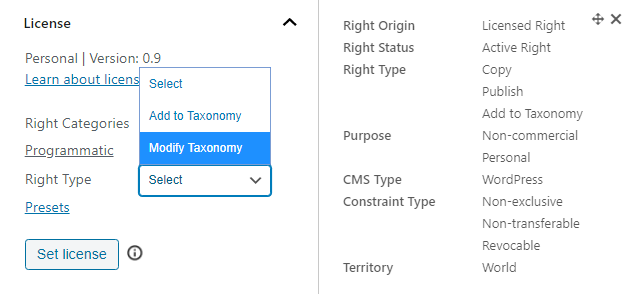 License
Personal | Version: 0.9
Learn about licens
Select
Add to Taxonomy
Modify Taxonomy
Right Categories
Programmatic
Right Type
Select
Presets
Set license
Right Origin Licensed Right
Right Status Active Right
Right Type Copy
Publish
Add to Taxonomy
Purpose Non-commercial
Personal
CMS Type WordPress
Constraint Type Non-exclusive
Non-transferable
Revocable
Territory World